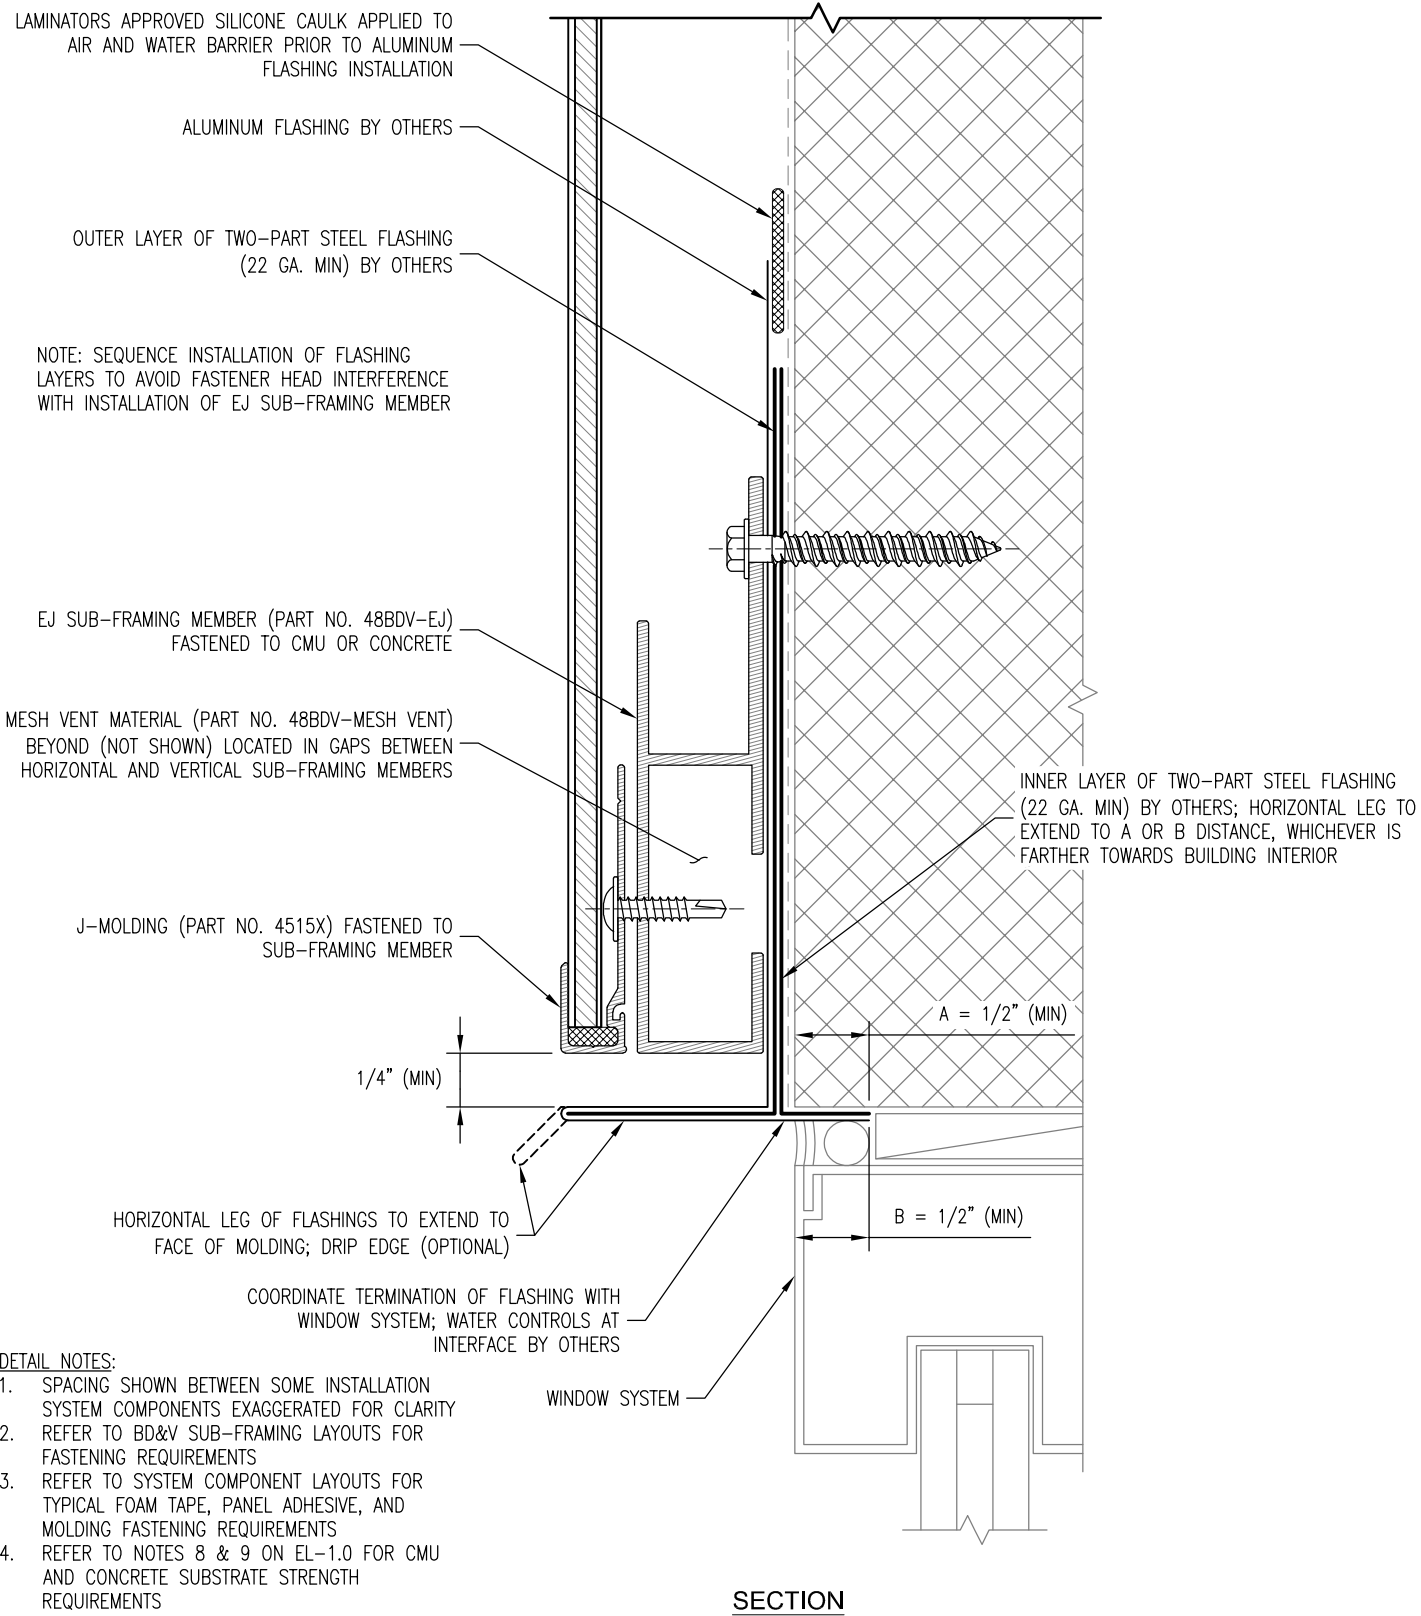 LAMINATORS APPROVED SILICONE CAULK APPLIED TO
AIR AND WATER BARRIER PRIOR TO ALUMINUM
FLASHING INSTALLATION
ALUMINUM FLASHING BY OTHERS
OUTER LAYER OF TWO-PART STEEL FLASHING
(22 GA. MIN) BY OTHERS
NOTE: SEQUENCE INSTALLATION OF FLASHING
LAYERS TO AVOID FASTENER HEAD INTERFERENCE
WITH INSTALLATION OF EJ SUB-FRAMING MEMBER
EJ SUB-FRAMING MEMBER (PART NO. 48BDV-EJ)
FASTENED TO CMU OR CONCRETE
MESH VENT MATERIAL (PART NO. 48BDV-MESH VENT)
BEYOND (NOT SHOWN) LOCATED IN GAPS BETWEEN
HORIZONTAL AND VERTICAL SUB-FRAMING MEMBERS
INNER LAYER OF TWO-PART STEEL FLASHING
(22 GA. MIN) BY OTHERS; HORIZONTAL LEG TO
EXTEND TO A OR B DISTANCE, WHICHEVER IS
FARTHER TOWARDS BUILDING INTERIOR
J-MOLDING (PART NO. 4515X) FASTENED TO
SUB-FRAMING MEMBER
A = 1/2" (MIN)
1/4" (MIN)
HORIZONTAL LEG OF FLASHINGS TO EXTEND TO
FACE OF MOLDING; DRIP EDGE (OPTIONAL)
B = 1/2" (MIN)
COORDINATE TERMINATION OF FLASHING WITH
WINDOW SYSTEM; WATER CONTROLS AT
INTERFACE BY OTHERS
WINDOW SYSTEM
DETAIL NOTES:
1. SPACING SHOWN BETWEEN SOME INSTALLATION
SYSTEM COMPONENTS EXAGGERATED FOR CLARITY
2. REFER TO BD&V SUB-FRAMING LAYOUTS FOR
FASTENING REQUIREMENTS
3. REFER TO SYSTEM COMPONENT LAYOUTS FOR
TYPICAL FOAM TAPE, PANEL ADHESIVE, AND
MOLDING FASTENING REQUIREMENTS
4. REFER TO NOTES 8 & 9 ON EL-1.0 FOR CMU
AND CONCRETE SUBSTRATE STRENGTH
REQUIREMENTS
SECTION